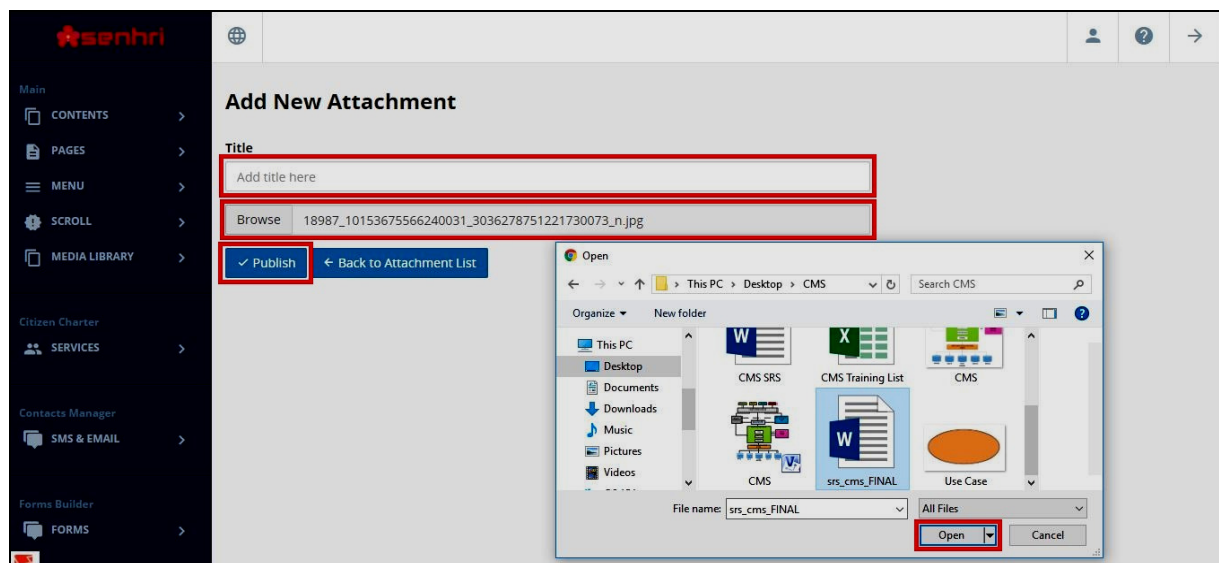 senhri
Main
CONTENTS
PAGES
MENU
SCROLL
MEDIA LIBRARY
Citizen Charter
SERVICES
Contacts Manager
SMS & EMAIL
Forms Builder
FORMS
Add New Attachment
Title
Add title here
Browse 18987_10153675566240031_3036278751221730073_n.jpg
Publish Back to Attachment List
Open
This PC > Desktop > CMS Search CMS
Organize New folder
This PC
Desktop
Documents
Downloads
Music
Pictures
Videos
CMS SRS CMS Training List CMS
CMS srs_cms_FINAL Use Case
File name: srs_cms_FINAL All Files
Open Cancel